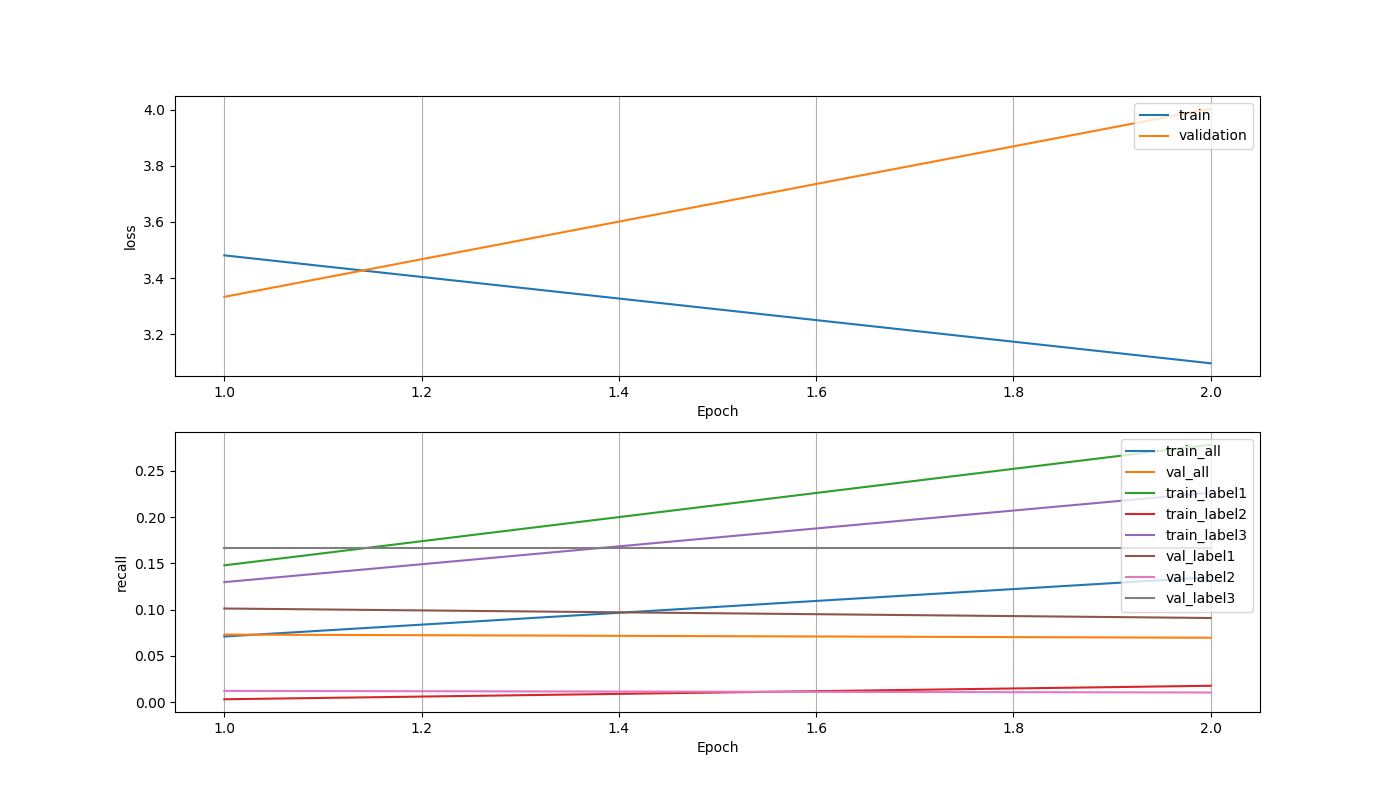 4.0
3.8
3.6
3.4
3.2
loss
train
validation
1.0 1.2 1.4 1.6 1.8 2.0
Epoch
0.25
0.20
0.15
0.10
0.05
0.00
recall
train_all
val_all
train_label1
train_label2
train_label3
val_label1
val_label2
val_label3
1.0 1.2 1.4 1.6 1.8 2.0
Epoch